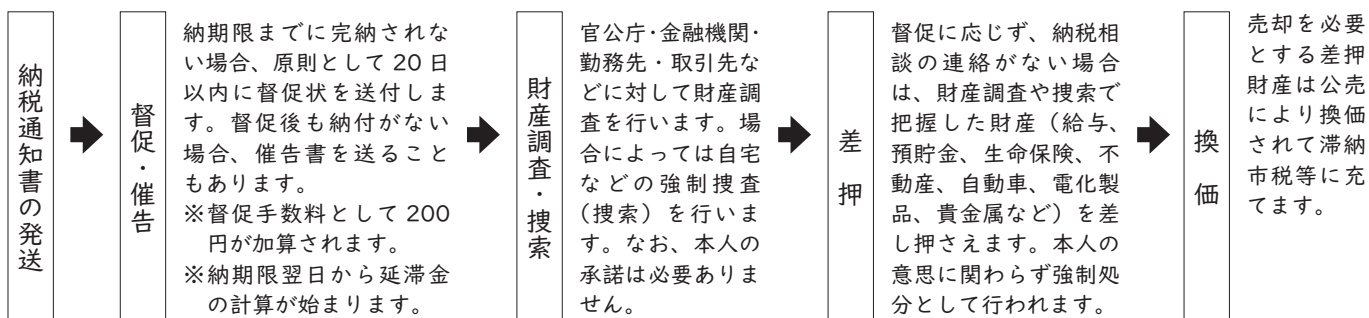 納税通知書の発送
督促・催告
納期限までに完納されな
い場合、原則として 20 日
以内に督促状を送付しま
す。督促後も納付がない
場合、催告書を送ること
もあります。
※督促手数料として 200
円が加算されます。
※納期限翌日から延滞金
の計算が始まります。
財産調査・捜索
官公庁・金融機関・
勤務先・取引先な
どに対して財産調
査を行います。場
合によっては自宅
などの強制捜査
（捜索）を行いま
す。なお、本人の
承諾は必要ありま
せん。
差押
督促に応じず、納税相
談の連絡がない場合
は、財産調査や捜索で
把握した財産（給与、
預貯金、生命保険、不
動産、自動車、電化製
品、貴金属など）を差
し押さえます。本人の
意思に関わらず強制処
分として行われます。
換価
売却を必要
とする差押
財産は公売
により換価
されて滞納
市税等に充
てます。